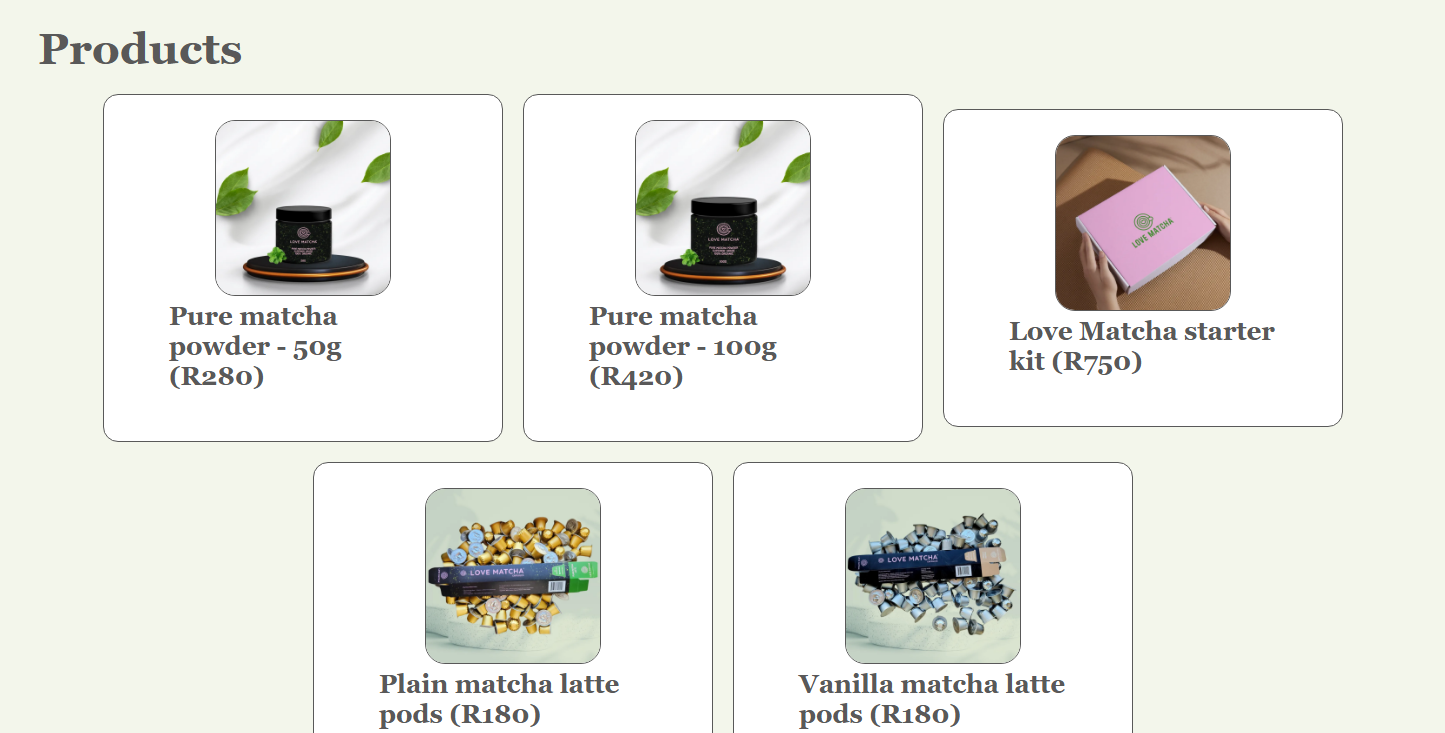 Products
LOVE MATCHA
LOVE MATCHA
LOVE MATCHA
Pure matcha
powder - 50g
(R280)
Pure matcha
powder - 100g
(R420)
Love Matcha starter
kit (R750)
LOVE MATCHA
LOVE MATCHA
Plain matcha latte
pods (R180)
Vanilla matcha latte
pods (R180)